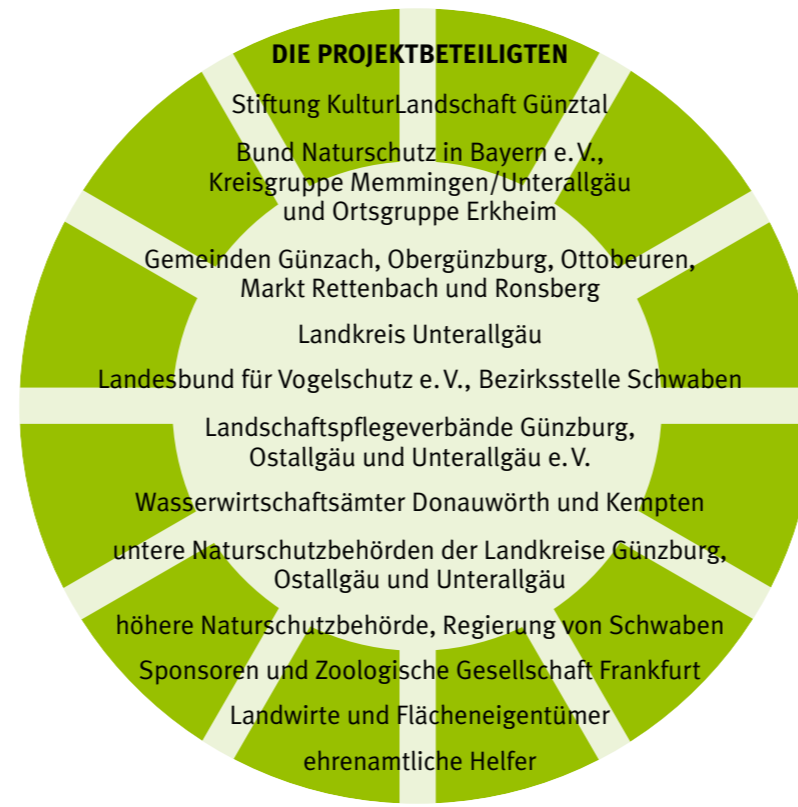 DIE PROJEKTBETEILIGTEN
Stiftung KulturLandschaft Günztal
Bund Naturschutz in Bayern e.V.,
Kreisgruppe Memmingen/Unterallgäu
und Ortsgruppe Erkheim
Gemeinden Günzach, Obergünzburg, Ottobeuren,
Markt Rettenbach und Ronsberg
Landkreis Unterallgäu
Landesbund für Vogelschutz e.V., Bezirksstelle Schwaben
Landschaftspflegeverbände Günzburg,
Ostallgäu und Unterallgäu e.V.
Wasserwirtschaftsämter Donauwörth und Kempten
untere Naturschutzbehörden der Landkreise Günzburg,
Ostallgäu und Unterallgäu
höhere Naturschutzbehörde, Regierung von Schwaben
Sponsoren und Zoologische Gesellschaft Frankfurt
Landwirte und Flächeneigentümer
ehrenamtliche Helfer